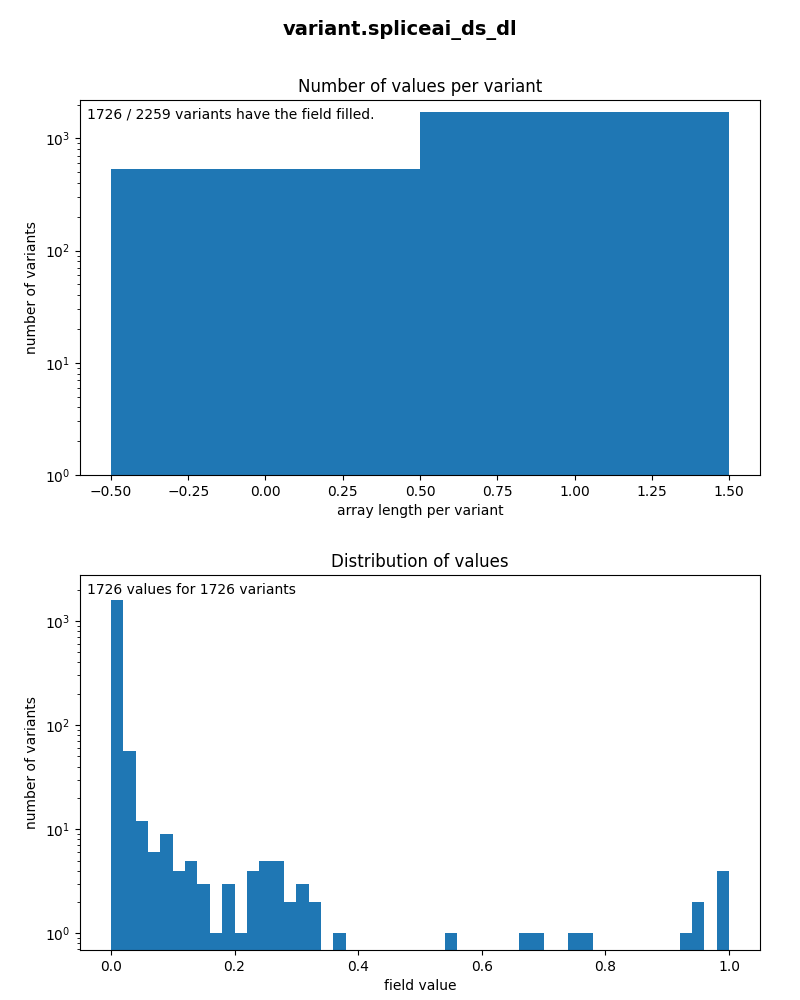 variant.spliceai_ds_dl
Number of values per variant
1726 / 2259 variants have the field filled.
10³
10²
10¹
10⁰
number of variants
−0.50 −0.25 0.00 0.25 0.50 0.75 1.00 1.25 1.50
array length per variant
Distribution of values
1726 values for 1726 variants
10³
10²
10¹
10⁰
number of variants
0.0 0.2 0.4 0.6 0.8 1.0
field value